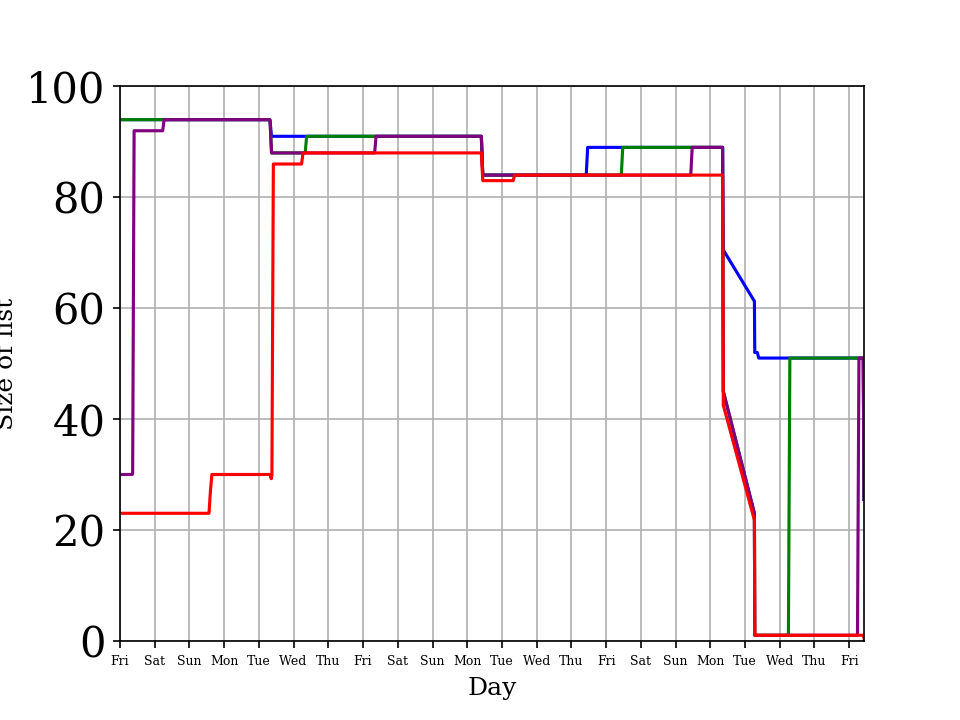 100
80
60
40
20
0
Size of list
Fri Sat Sun Mon Tue Wed Thu Fri Sat Sun Mon Tue Wed Thu Fri Sat Sun Mon Tue Wed Thu Fri
Day